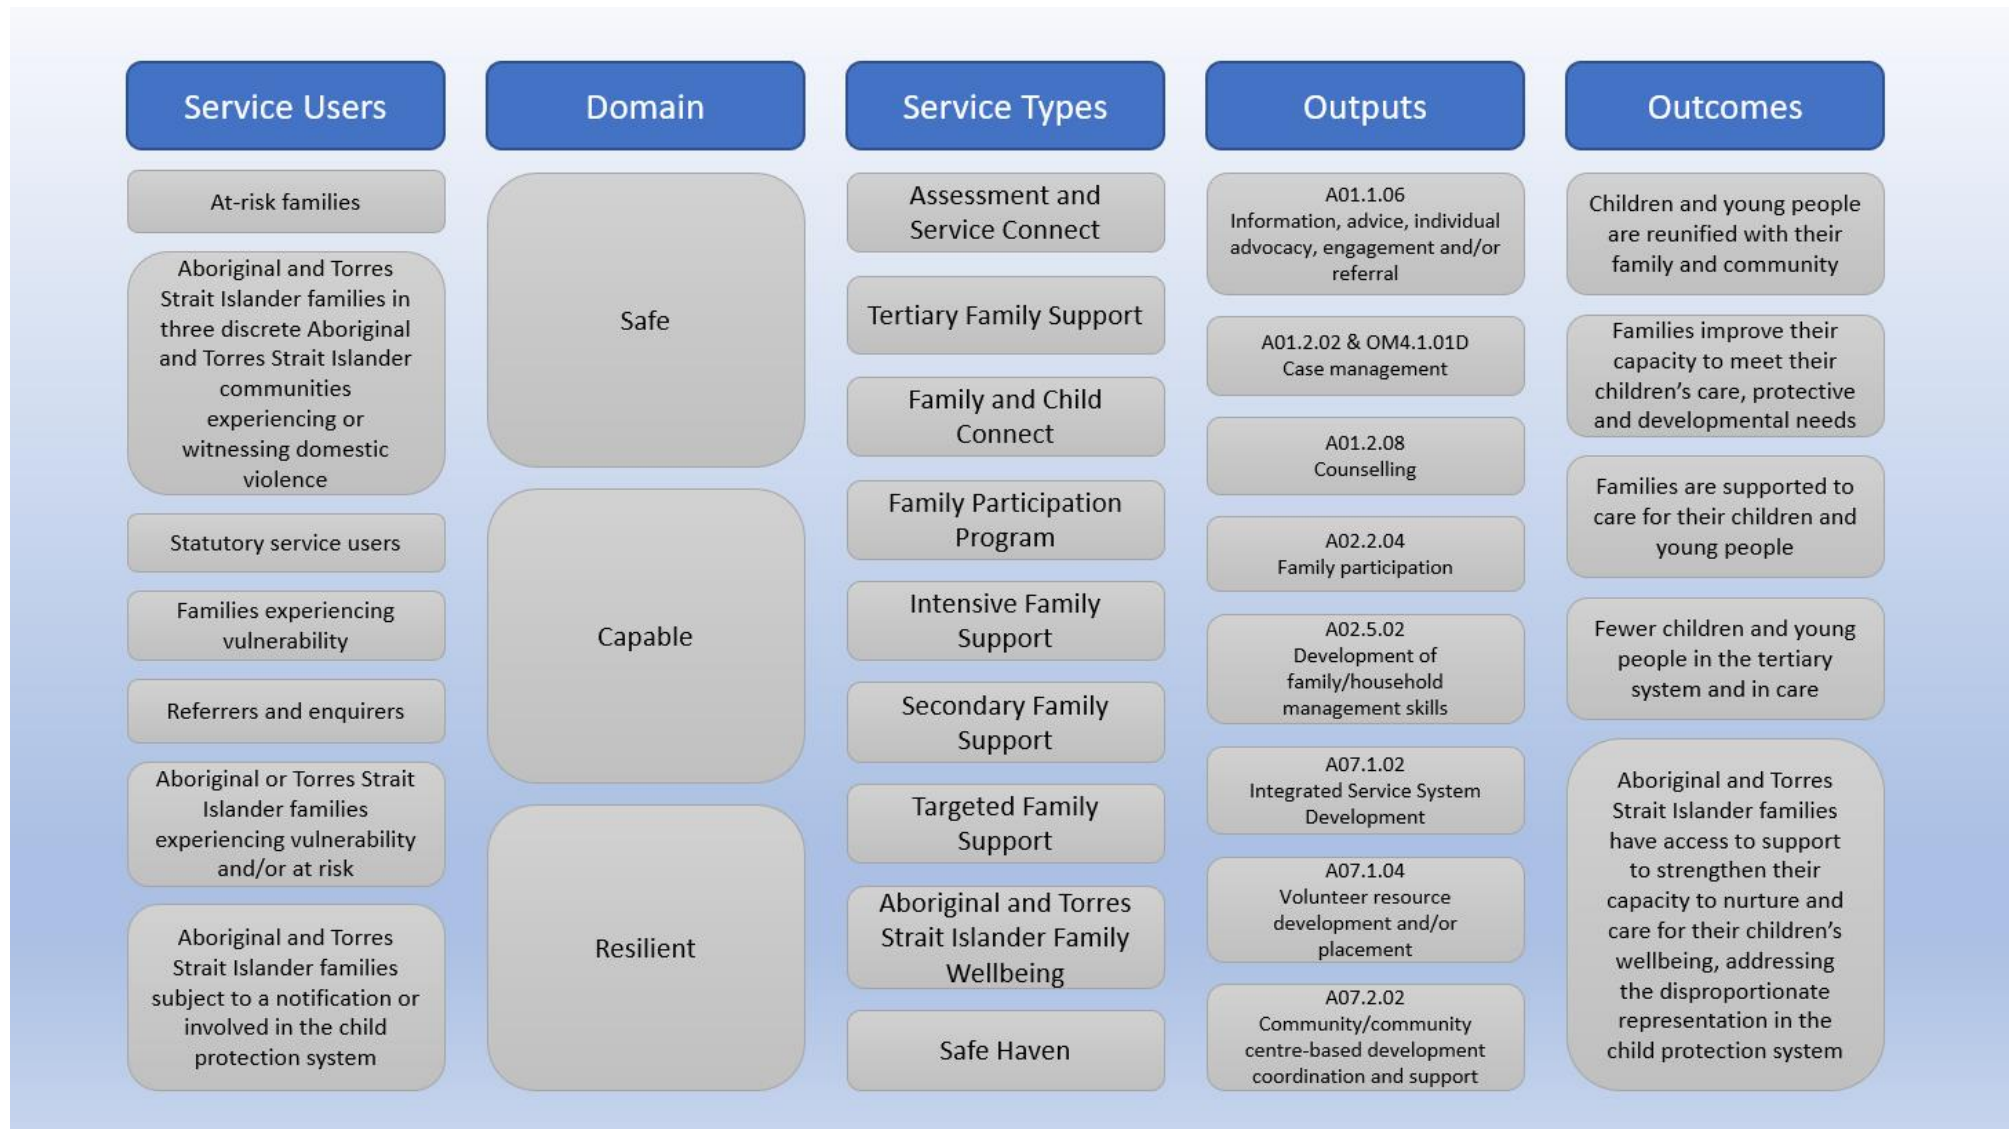 Service Users
At-risk families
Aboriginal and Torres
Strait Islander families in
three discrete Aboriginal
and Torres Strait Islander
communities
experiencing or
witnessing domestic
violence
Statutory service users
Families experiencing
vulnerability
Referrers and enquirers
Aboriginal or Torres Strait
Islander families
experiencing vulnerability
and/or at risk
Aboriginal and Torres
Strait Islander families
subject to a notification or
involved in the child
protection system
Domain
Safe
Capable
Resilient
Service Types
Assessment and
Service Connect
Tertiary Family Support
Family and Child
Connect
Family Participation
Program
Intensive Family
Support
Secondary Family
Support
Targeted Family
Support
Aboriginal and Torres
Strait Islander Family
Wellbeing
Safe Haven
Outputs
A01.1.06
Information, advice, individual
advocacy, engagement and/or
referral
A01.2.02 & OM4.1.01D
Case management
A01.2.08
Counselling
A02.2.04
Family participation
A02.5.02
Development of
family/household
management skills
A07.1.02
Integrated Service System
Development
A07.1.04
Volunteer resource
development and/or
placement
A07.2.02
Community/community
centre-based development
coordination and support
Outcomes
Children and young people
are reunified with their
family and community
Families improve their
capacity to meet their
children’s care, protective
and developmental needs
Families are supported to
care for their children and
young people
Fewer children and young
people in the tertiary
system and in care
Aboriginal and Torres
Strait Islander families
have access to support
to strengthen their
capacity to nurture and
care for their children’s
wellbeing, addressing
the disproportionate
representation in the
child protection system